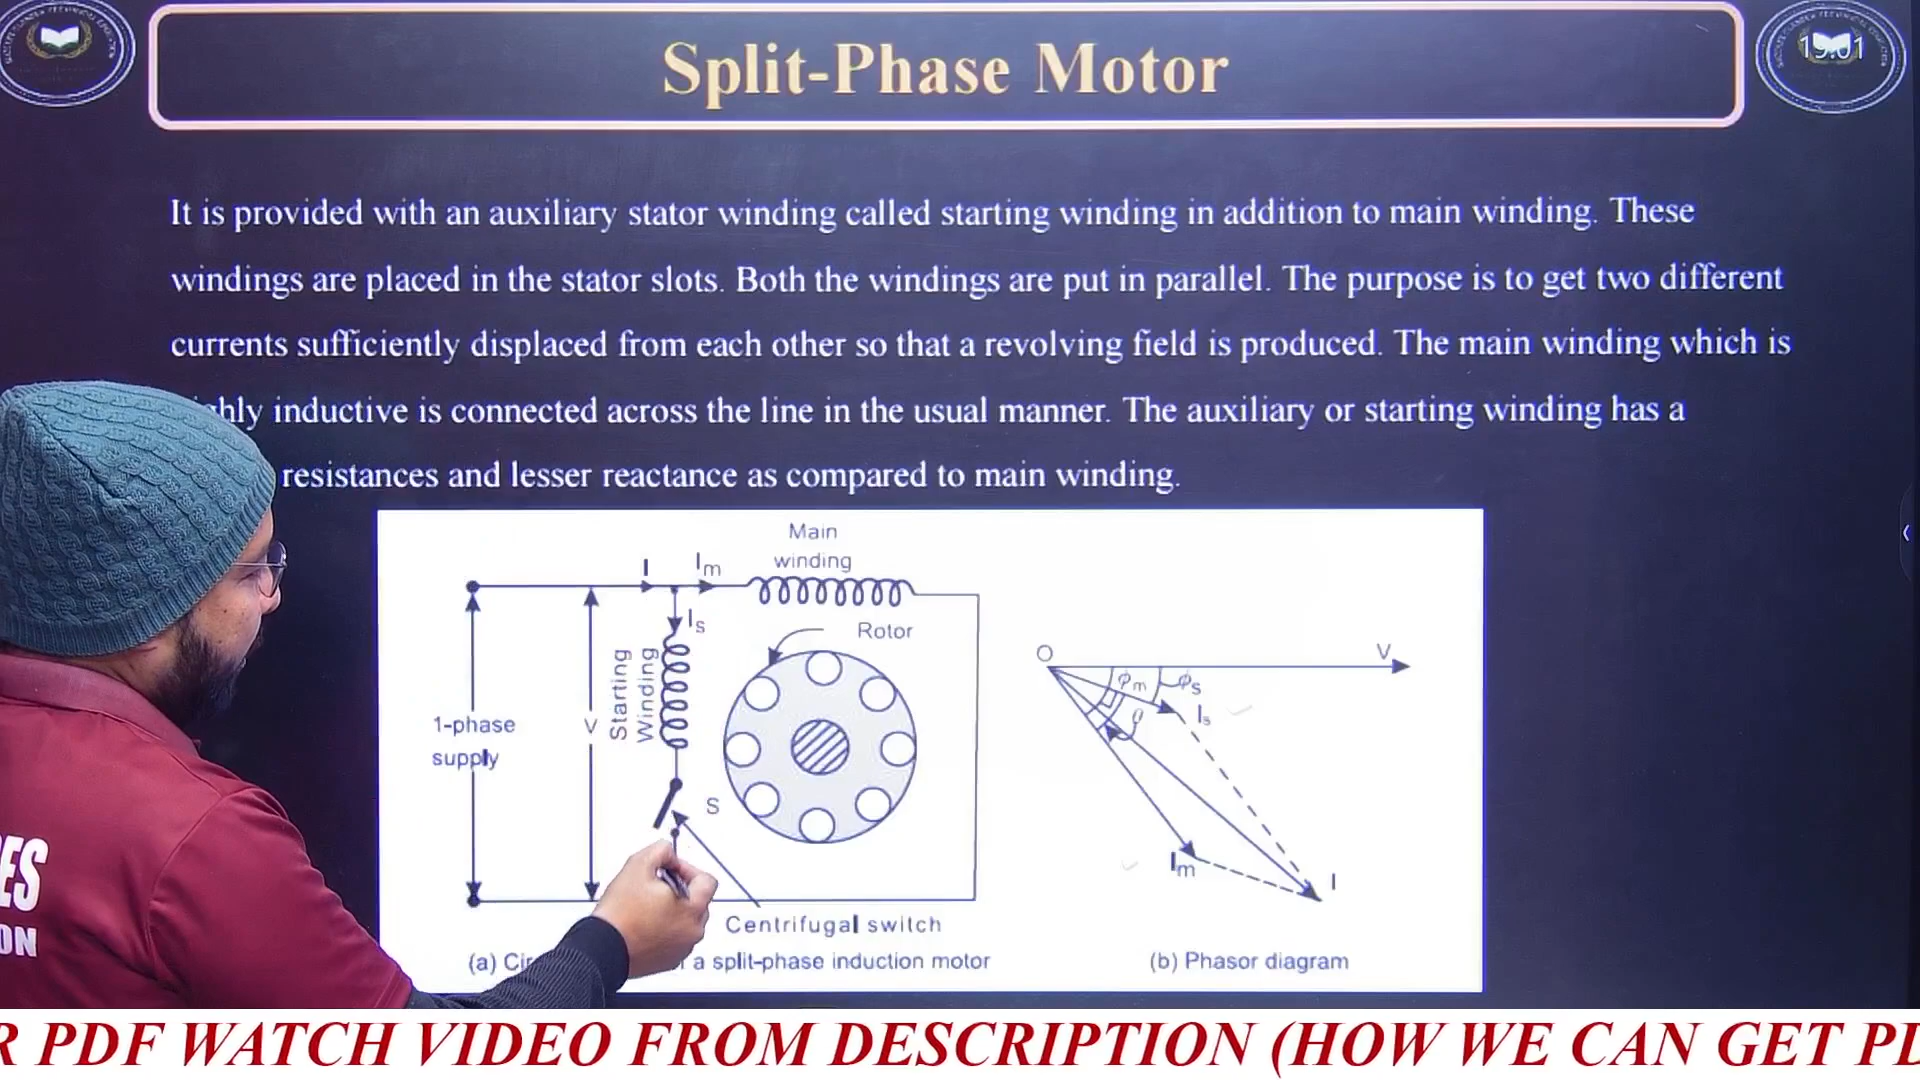 Split-Phase Motor
19:01
It is provided with an auxiliary stator winding called starting winding in addition to main winding. These
windings are placed in the stator slots. Both the windings are put in parallel. The purpose is to get two different
currents sufficiently displaced from each other so that a revolving field is produced. The main winding which is
inductive is connected across the line in the usual manner. The auxiliary or starting winding has a
resistances and lesser reactance as compared to main winding.
Main
winding
I
Im
Is
Rotor
Starting
Winding
1-phase
supply
V
S
Centrifugal switch
(a)
a split-phase induction motor
O
V
ϕm
ϕs
Is
Im
I
(b) Phasor diagram
ES
ON
R PDF WATCH VIDEO FROM DESCRIPTION (HOW WE CAN GET